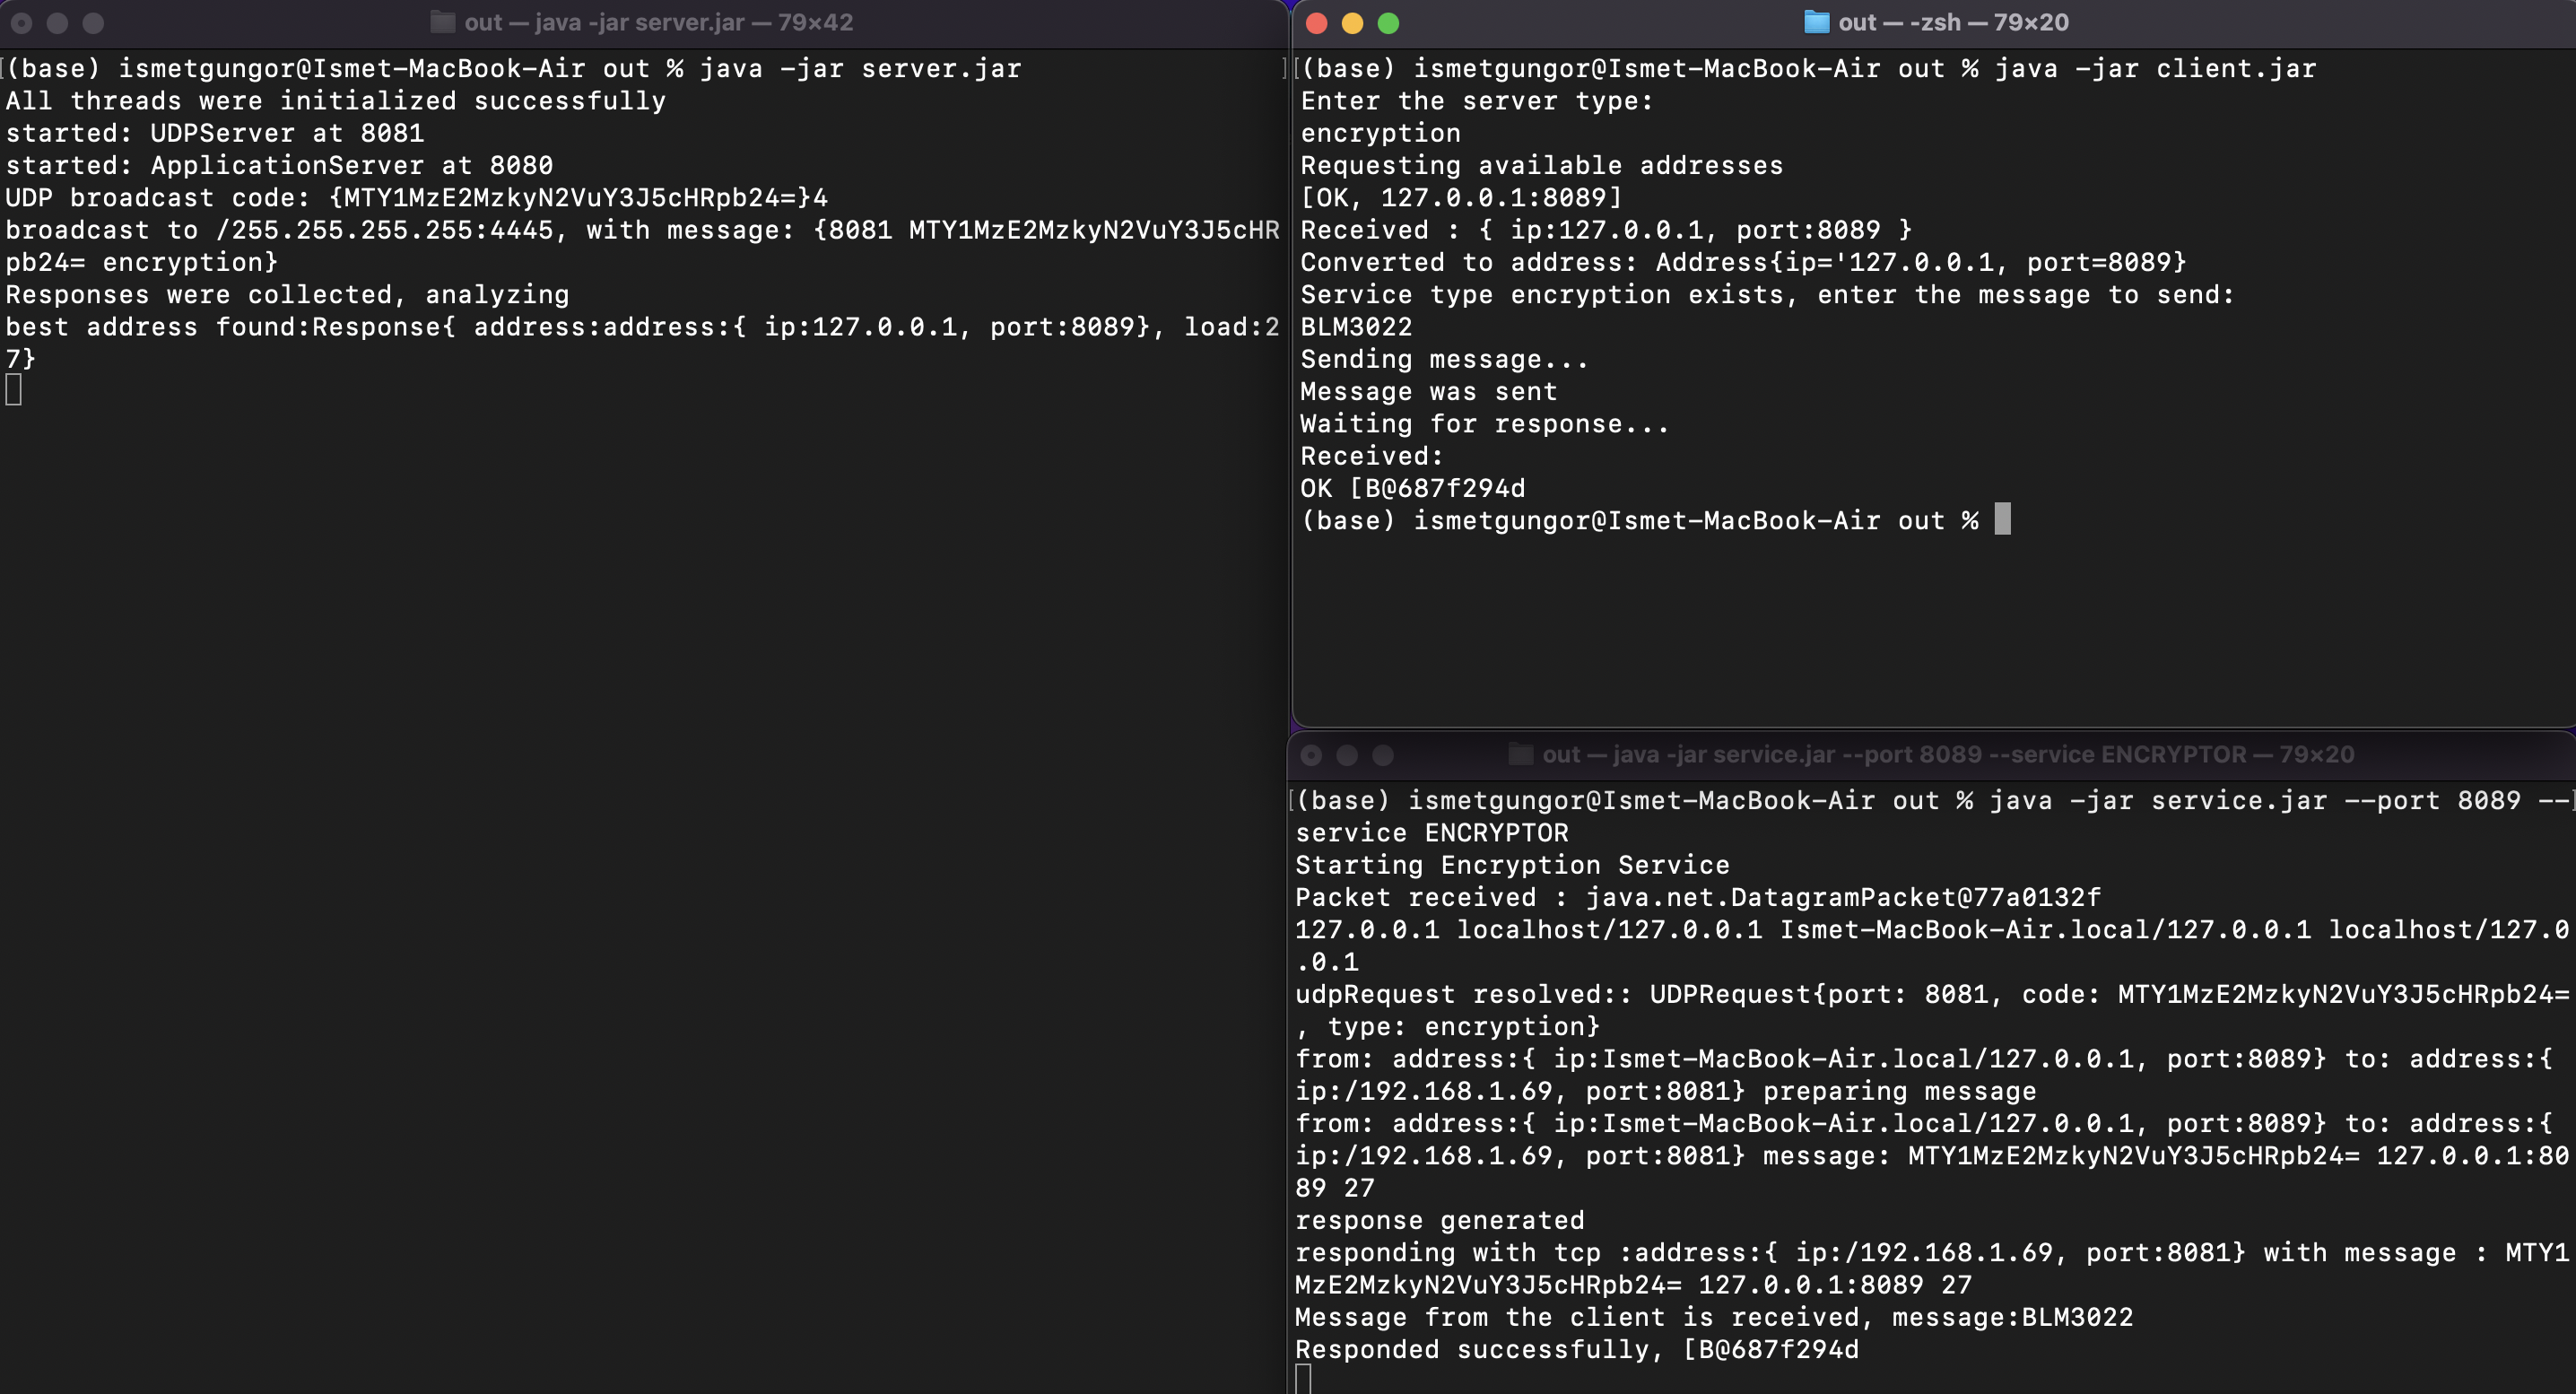 out — java -jar server.jar — 79×42
(base) ismetgungor@Ismet-MacBook-Air out % java -jar server.jar
All threads were initialized successfully
started: UDPServer at 8081
started: ApplicationServer at 8080
UDP broadcast code: {MTY1MzE2MzkyN2VuY3J5cHRpb24=}4
broadcast to /255.255.255.255:4445, with message: {8081 MTY1MzE2MzkyN2VuY3J5cHR
pb24= encryption}
Responses were collected, analyzing
best address found:Response{ address:address:{ ip:127.0.0.1, port:8089}, load:2
7}
out — -zsh — 79×20
(base) ismetgungor@Ismet-MacBook-Air out % java -jar client.jar
Enter the server type:
encryption
Requesting available addresses
[OK, 127.0.0.1:8089]
Received : { ip:127.0.0.1, port:8089 }
Converted to address: Address{ip='127.0.0.1, port=8089}
Service type encryption exists, enter the message to send:
BLM3022
Sending message...
Message was sent
Waiting for response...
Received:
OK [B@687f294d
(base) ismetgungor@Ismet-MacBook-Air out %
out — java -jar service.jar --port 8089 --service ENCRYPTOR — 79×20
(base) ismetgungor@Ismet-MacBook-Air out % java -jar service.jar --port 8089 --
service ENCRYPTOR
Starting Encryption Service
Packet received : java.net.DatagramPacket@77a0132f
127.0.0.1 localhost/127.0.0.1 Ismet-MacBook-Air.local/127.0.0.1 localhost/127.0
.0.1
udpRequest resolved:: UDPRequest{port: 8081, code: MTY1MzE2MzkyN2VuY3J5cHRpb24=
, type: encryption}
from: address:{ ip:Ismet-MacBook-Air.local/127.0.0.1, port:8089} to: address:{
ip:/192.168.1.69, port:8081} preparing message
from: address:{ ip:Ismet-MacBook-Air.local/127.0.0.1, port:8089} to: address:{
ip:/192.168.1.69, port:8081} message: MTY1MzE2MzkyN2VuY3J5cHRpb24= 127.0.0.1:80
89 27
response generated
responding with tcp :address:{ ip:/192.168.1.69, port:8081} with message : MTY1
MzE2MzkyN2VuY3J5cHRpb24= 127.0.0.1:8089 27
Message from the client is received, message:BLM3022
Responded successfully, [B@687f294d